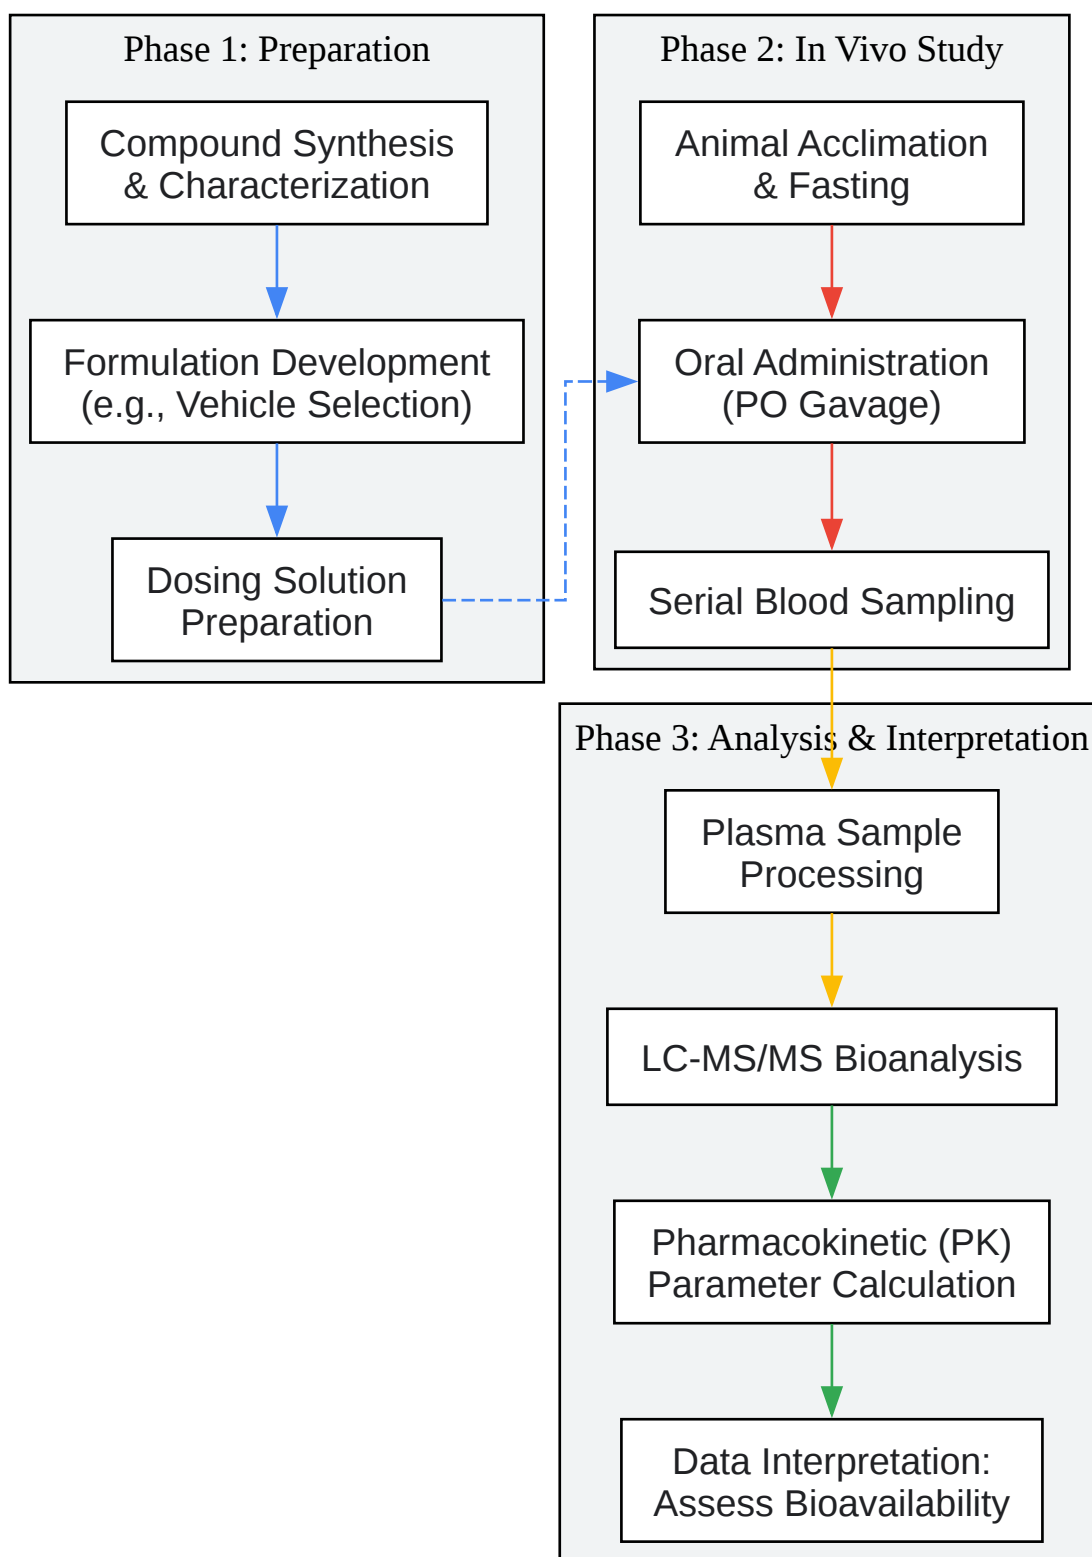 Phase 1: Preparation
Compound Synthesis
& Characterization
Formulation Development
(e.g., Vehicle Selection)
Dosing Solution
Preparation
Phase 2: In Vivo Study
Animal Acclimation
& Fasting
Oral Administration
(PO Gavage)
Serial Blood Sampling
Phase 3: Analysis & Interpretation
Plasma Sample
Processing
LC-MS/MS Bioanalysis
Pharmacokinetic (PK)
Parameter Calculation
Data Interpretation:
Assess Bioavailability